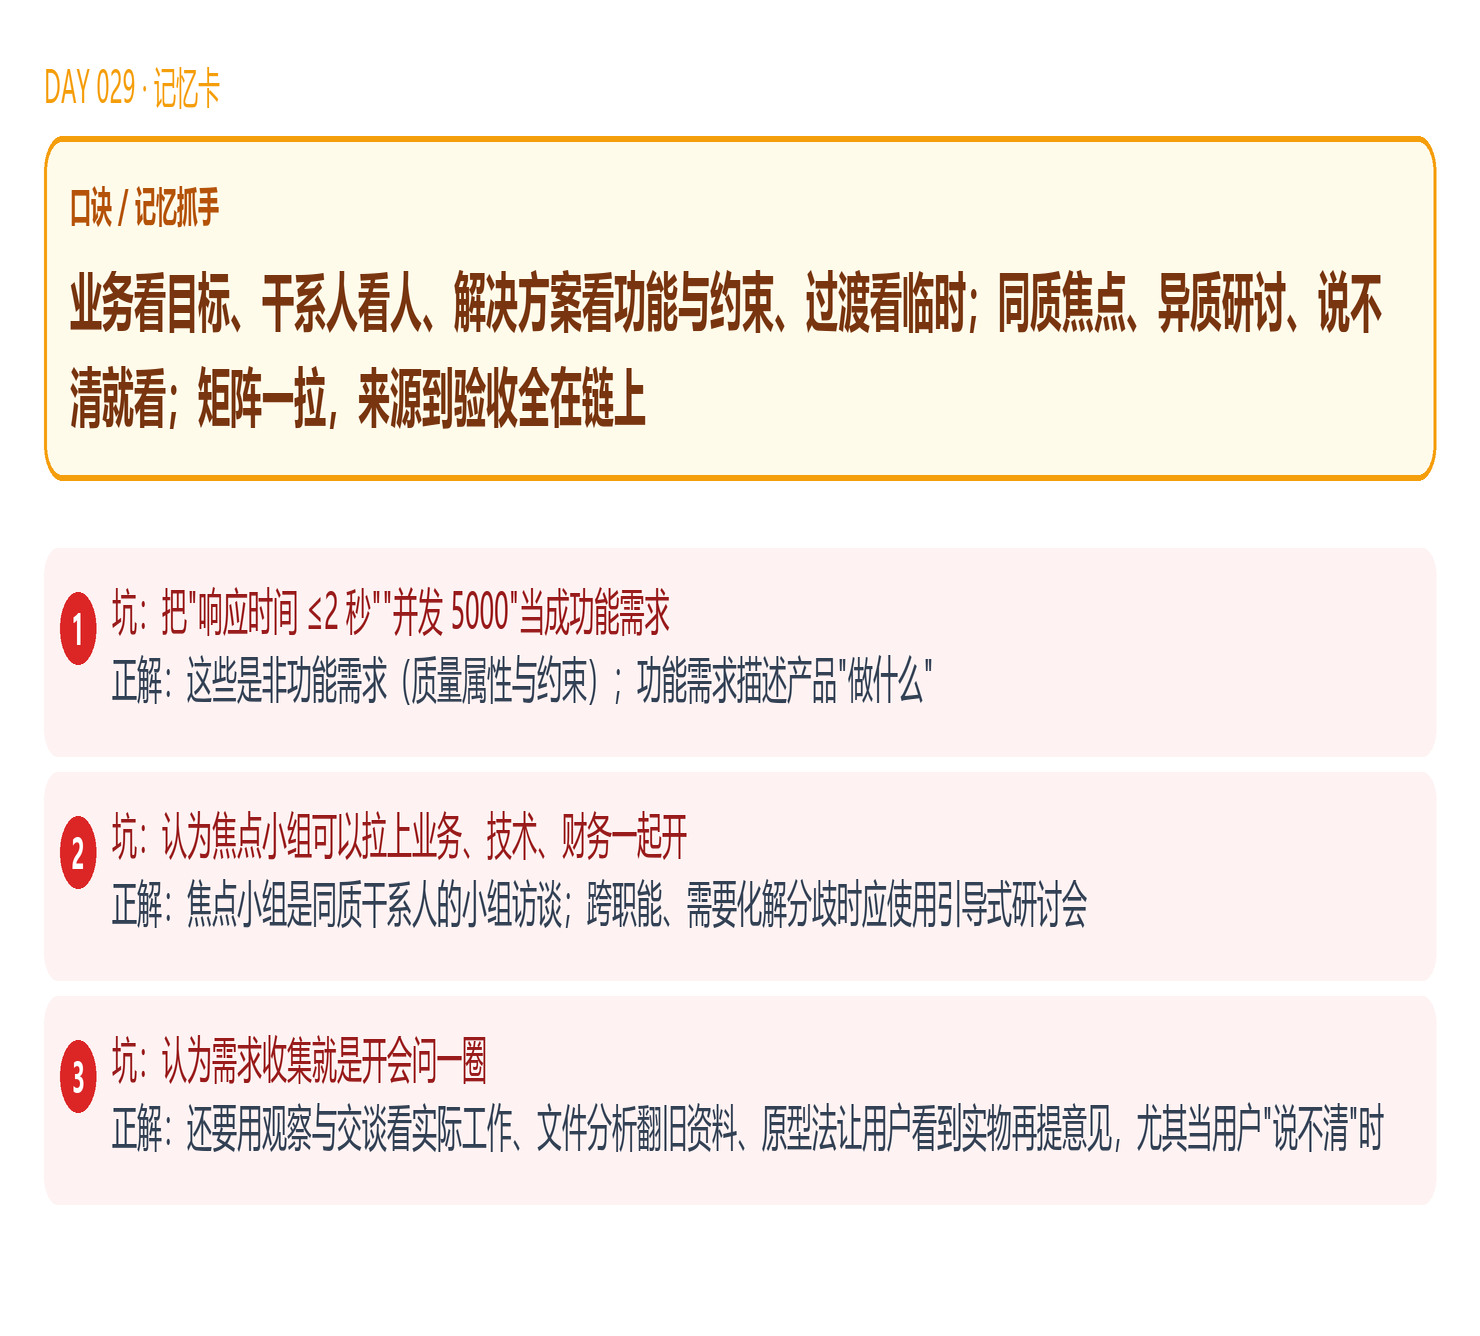 DAY 029 · 记忆卡
口诀 / 记忆抓手
业务看目标、干系人看人、解决方案看功能与约束、过渡看临时；同质焦点、异质研讨、说不
清就看；矩阵一拉，来源到验收全在链上
1
坑：把"响应时间 ≤2 秒""并发 5000"当成功能需求
正解：这些是非功能需求（质量属性与约束）；功能需求描述产品"做什么"
2
坑：认为焦点小组可以拉上业务、技术、财务一起开
正解：焦点小组是同质干系人的小组访谈；跨职能、需要化解分歧时应使用引导式研讨会
3
坑：认为需求收集就是开会问一圈
正解：还要用观察与交谈看实际工作、文件分析翻旧资料、原型法让用户看到实物再提意见，尤其当用户"说不清"时